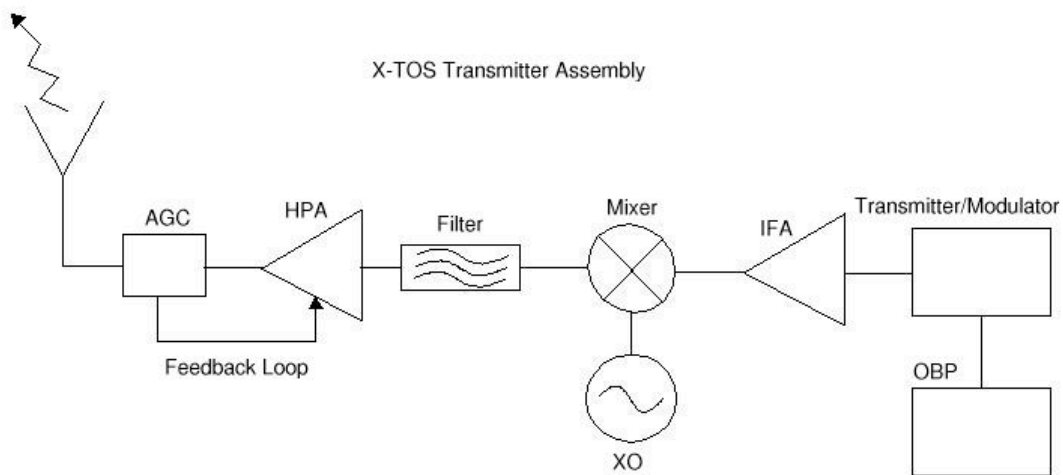 X-TOS Transmitter Assembly
AGC
HPA
Filter
Mixer
IFA
Transmitter/Modulator
Feedback Loop
OBP
XO